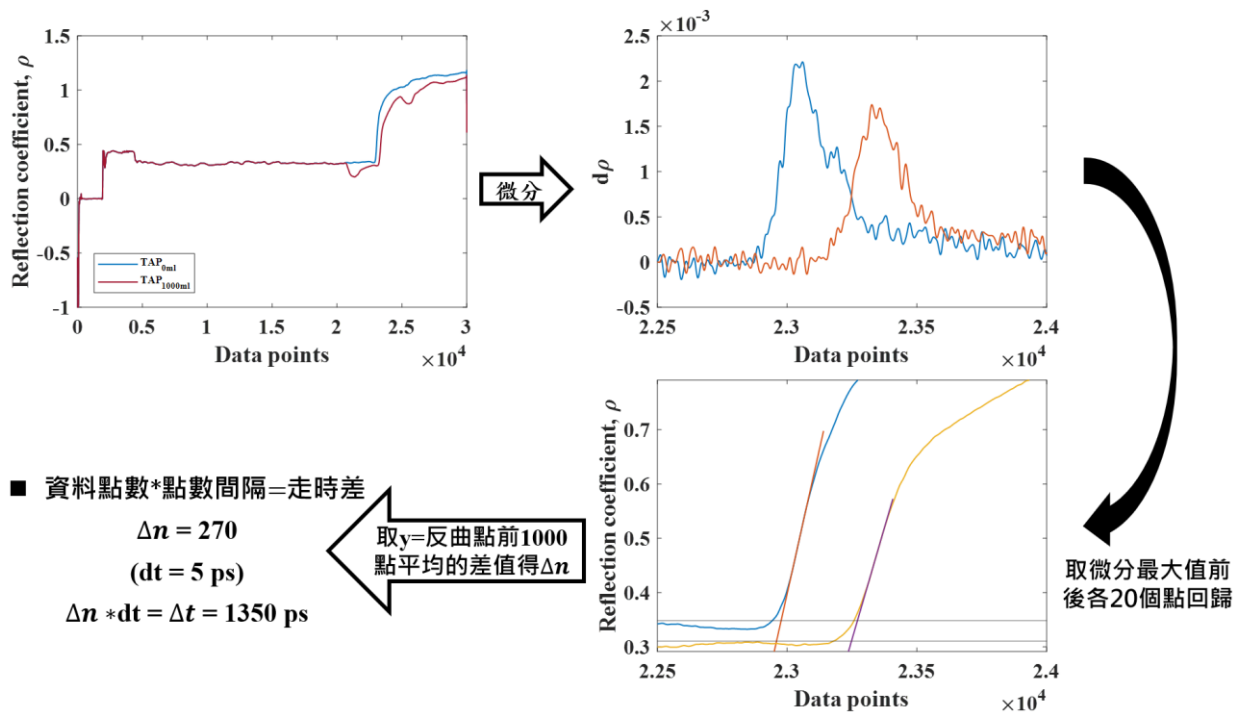 Reflection coefficient, ρ
1.5
1
0.5
0
-0.5
-1
TAP0ml
TAP1000ml
0
0.5
1
1.5
2
2.5
3
×10⁴
Data points
微分
×10⁻³
dρ
2.5
2
1.5
1
0.5
0
-0.5
2.25
2.3
2.35
2.4
×10⁴
Data points
取微分最大值前
後各20個點回歸
Reflection coefficient, ρ
0.7
0.6
0.5
0.4
0.3
2.25
2.3
2.35
2.4
×10⁴
Data points
取y=反曲點前1000
點平均的差值得Δn
■ 資料點數*點數間隔=走時差
Δn = 270
(dt = 5 ps)
Δn *dt = Δt = 1350 ps